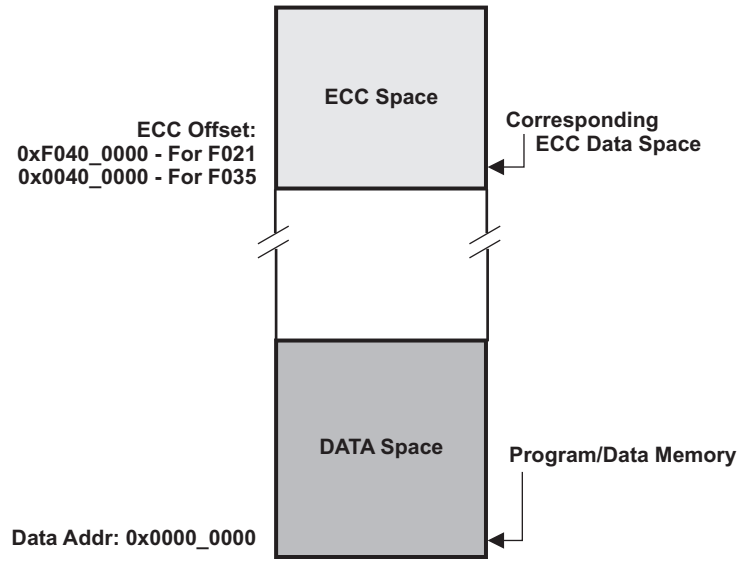 ECC Space
ECC Offset:
0xF040_0000 - For F021
0x0040_0000 - For F035
Corresponding
ECC Data Space
DATA Space
Program/Data Memory
Data Addr: 0x0000_0000